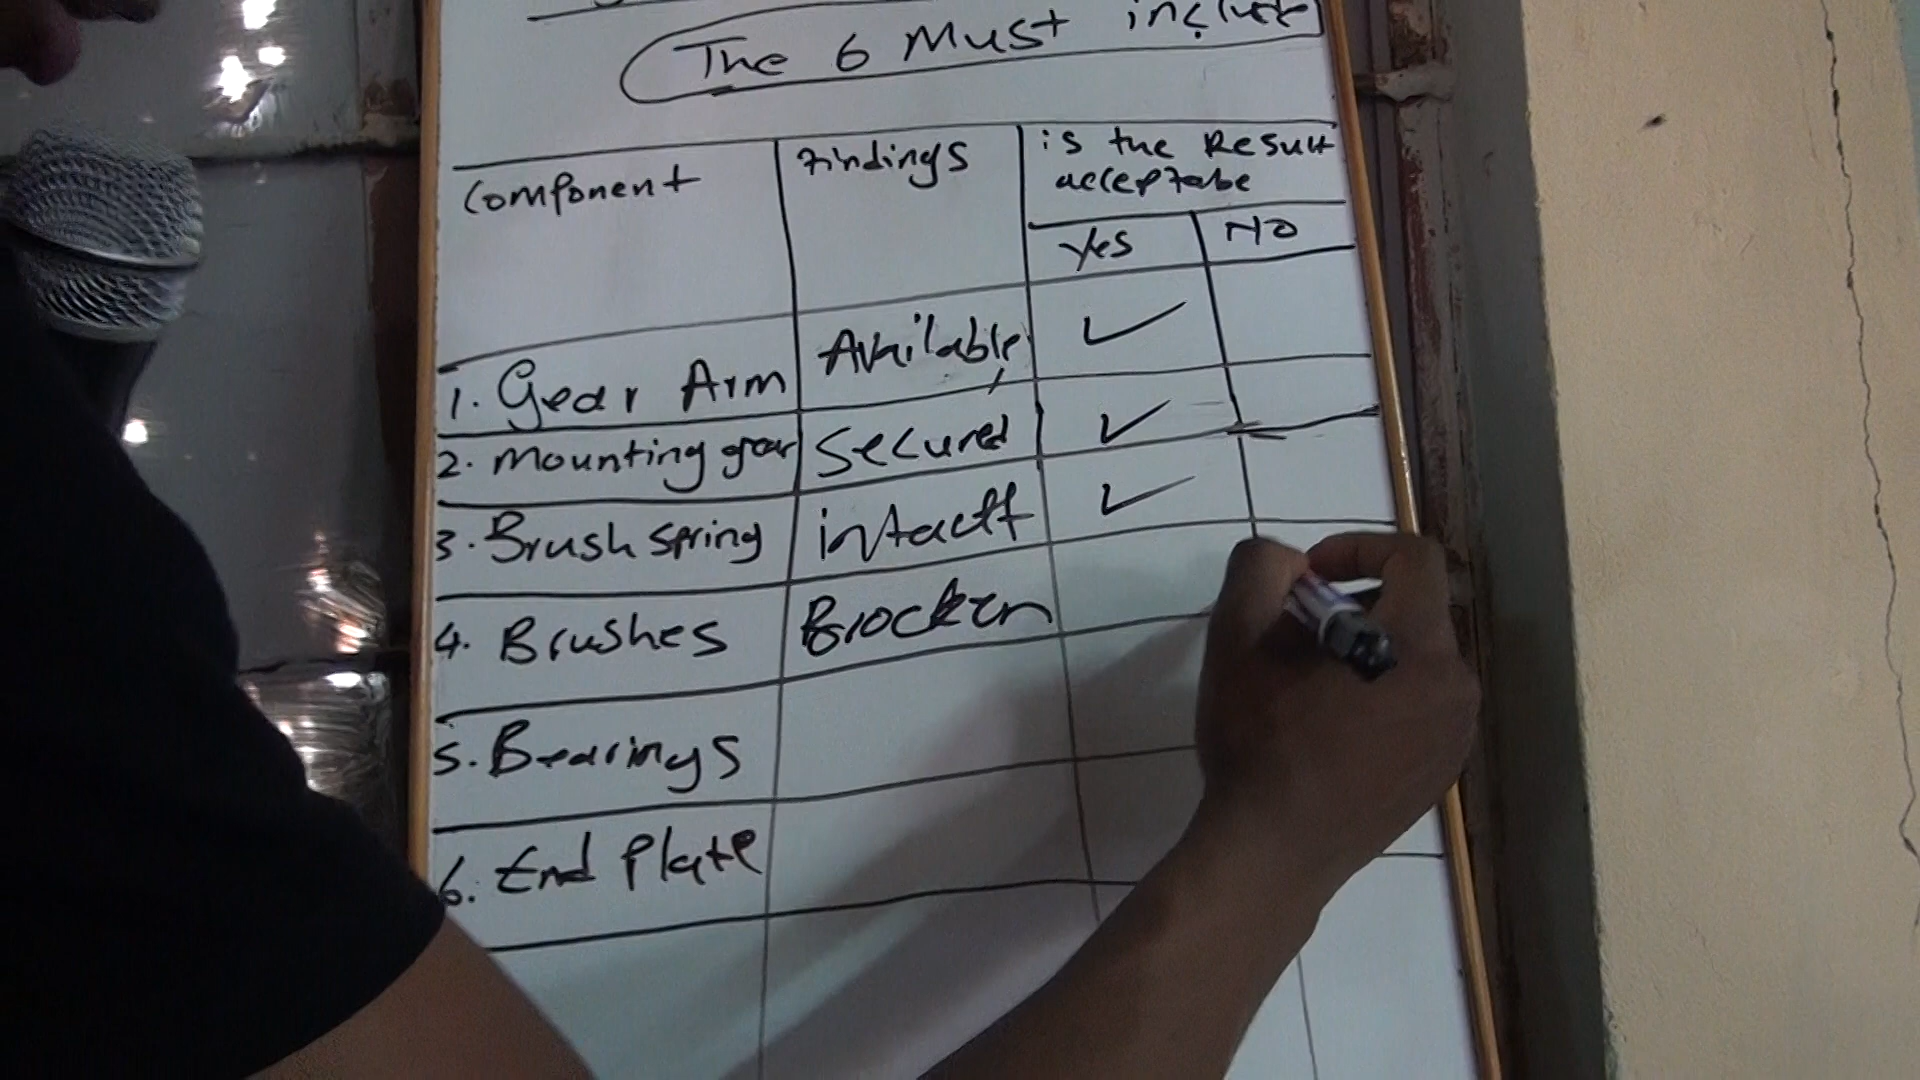 The 6 Must include
Component
Findings
is the Result
acceptabe
Yes
NO
1. Gear Arm
Available
2. Mounting gear
Secured
3. Brush spring
intactt
4. Brushes
Brocken
5. Bearings
6. End Plate